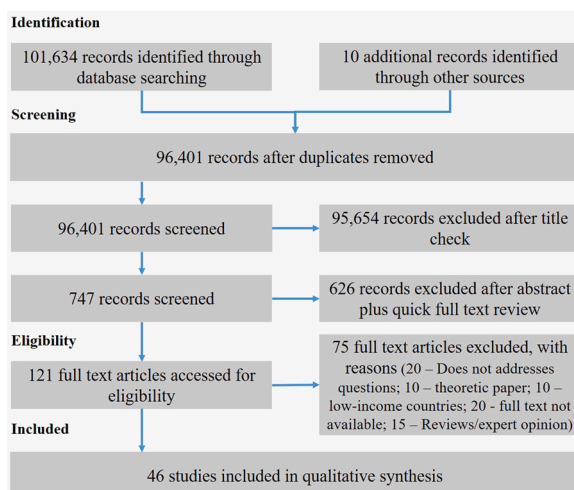 Identification
101,634 records identified through
database searching
10 additional records identified
through other sources
Screening
96,401 records after duplicates removed
96,401 records screened
95,654 records excluded after title
check
747 records screened
626 records excluded after abstract
plus quick full text review
Eligibility
121 full text articles accessed for
eligibility
75 full text articles excluded, with
reasons (20 – Does not addresses
questions; 10 – theoretic paper; 10
– low-income countries; 20 - full text not
available; 15 – Reviews/expert opinion)
Included
46 studies included in qualitative synthesis